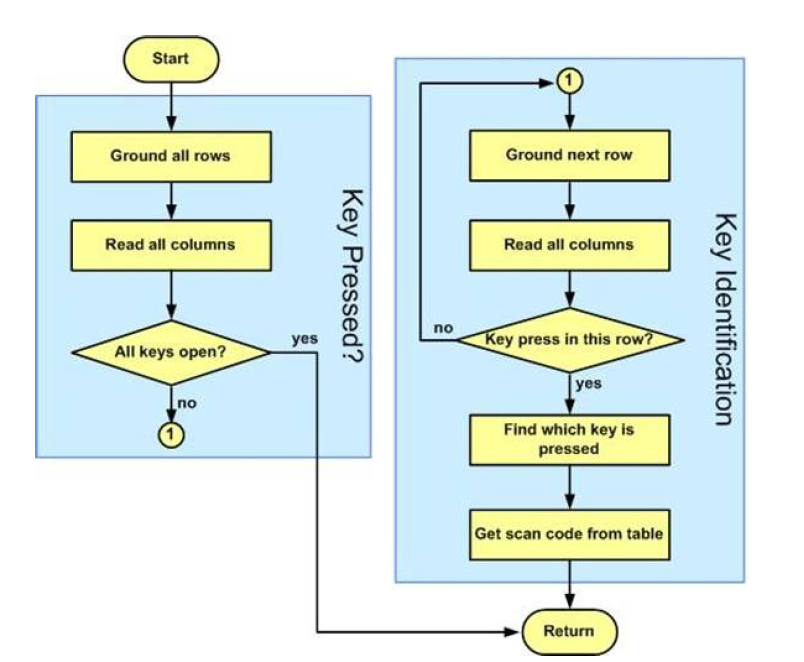 Start
Ground all rows
Read all columns
All keys open?
yes
no
1
Key Pressed?
1
Ground next row
Read all columns
Key press in this row?
no
yes
Find which key is
pressed
Get scan code from table
Key Identification
Return